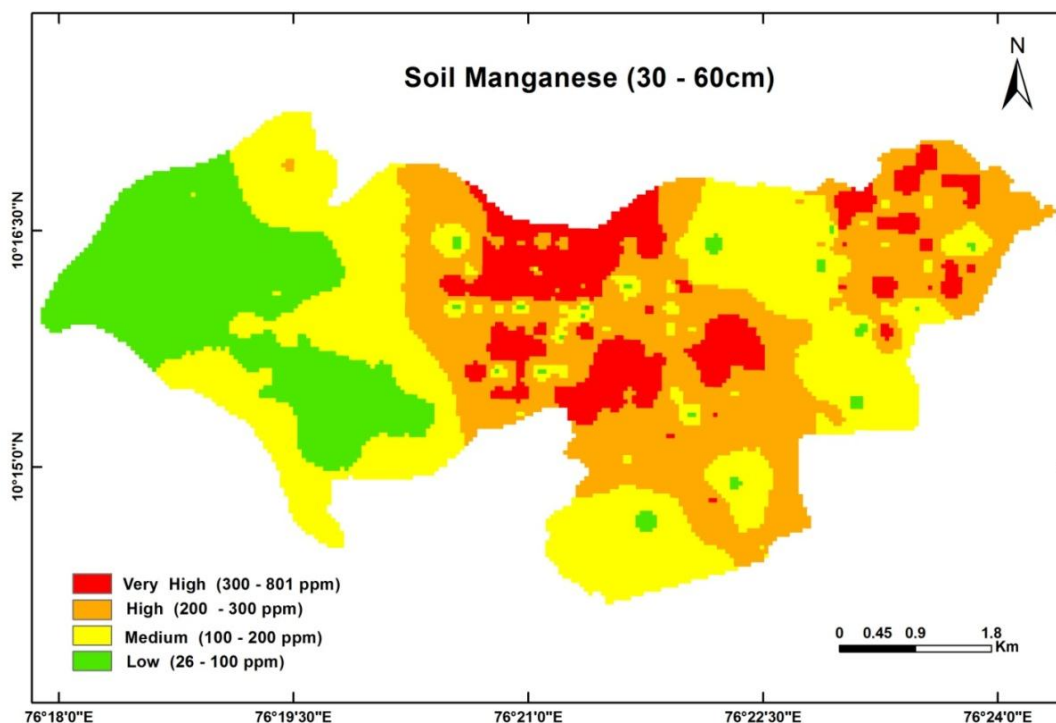 Soil Manganese (30 - 60cm)
N
10°16'30"N
10°15'0"N
Very High (300 - 801 ppm)
High (200 - 300 ppm)
Medium (100 - 200 ppm)
Low (26 - 100 ppm)
0 0.45 0.9 1.8
Km
76°18'0"E 76°19'30"E 76°21'0"E 76°22'30"E 76°24'0"E